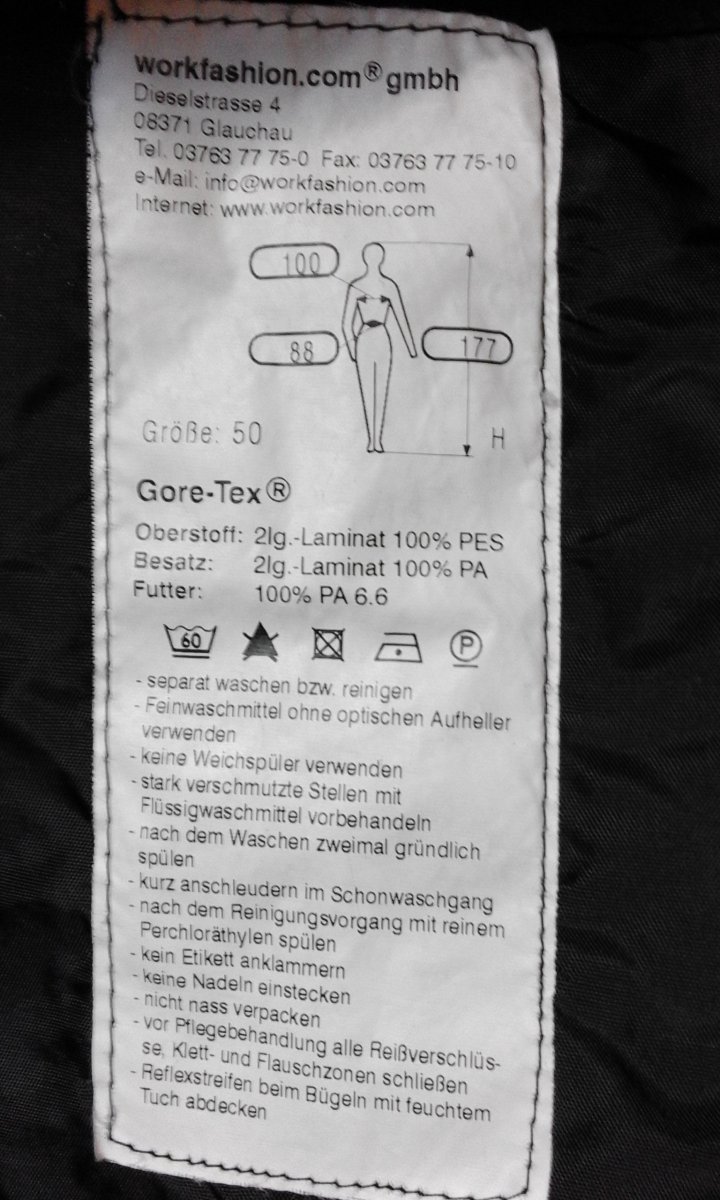 workfashion.com® gmbh
Dieselstrasse 4
08371 Glauchau
Tel. 03763 77 75-0 Fax: 03763 77 75-10
e-Mail: info@workfashion.com
Internet: www.workfashion.com
100
88
177
Größe: 50
H
Gore-Tex®
Oberstoff: 2lg.-Laminat 100% PES
Besatz: 2lg.-Laminat 100% PA
Futter: 100% PA 6.6
60 P
- separat waschen bzw. reinigen
- Feinwaschmittel ohne optischen Aufheller
verwenden
- keine Weichspüler verwenden
- stark verschmutzte Stellen mit
Flüssigwaschmittel vorbehandeln
- nach dem Waschen zweimal gründlich
spülen
- kurz anschleudern im Schonwaschgang
- nach dem Reinigungsvorgang mit reinem
Perchloräthylen spülen
- kein Etikett anklammern
- keine Nadeln einstecken
- nicht nass verpacken
- vor Pflegebehandlung alle Reißverschlüs-
se, Klett- und Flauschzonen schließen
- Reflexstreifen beim Bügeln mit feuchtem
Tuch abdecken